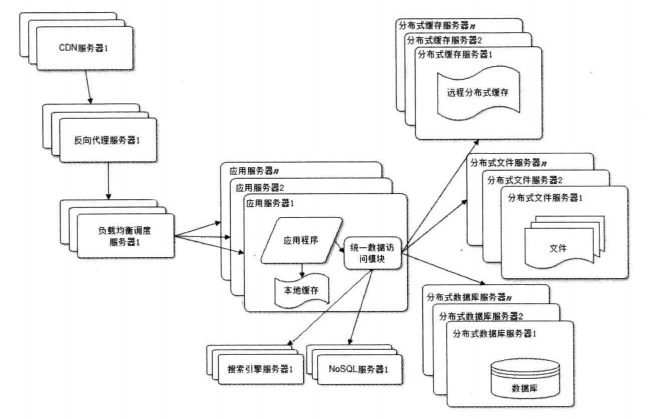 CDN服务器1
反向代理服务器1
负载均衡调度
服务器1
应用服务器n
应用服务器2
应用服务器1
应用程序
本地缓存
统一数据访
问模块
搜索引擎服务器1
NoSQL服务器1
分布式缓存服务器n
分布式缓存服务器2
分布式缓存服务器1
远程分布式缓存
分布式文件服务器n
分布式文件服务器2
分布式文件服务器1
文件
分布式数据库服务器n
分布式数据库服务器2
分布式数据库服务器1
数据库